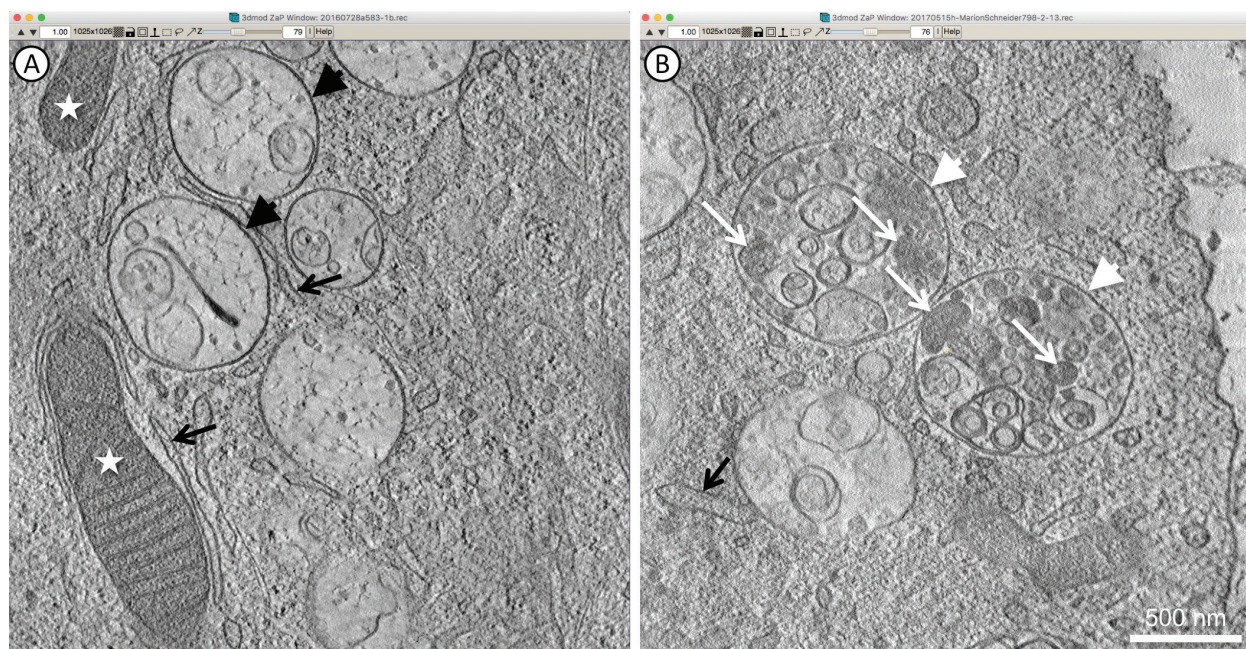 3dmod ZaP Window: 20160728a583-1b.rec
1.00 1025x1026 Z 79 I Help
A
3dmod ZaP Window: 20170515h-MarionSchneider798-2-13.rec
1.00 1025x1026 Z 76 I Help
B
500 nm